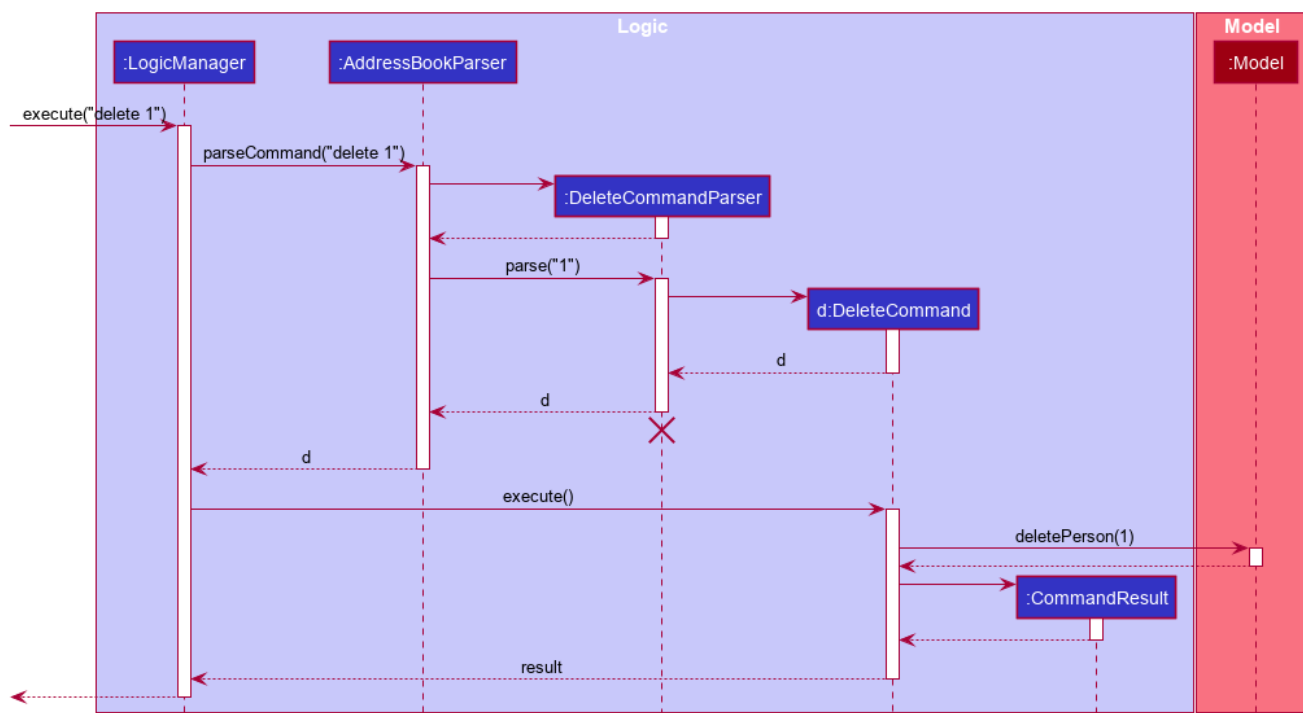 Logic
Model
:LogicManager
:AddressBookParser
:Model
execute("delete 1")
parseCommand("delete 1")
:DeleteCommandParser
parse("1")
d:DeleteCommand
d
d
d
execute()
deletePerson(1)
:CommandResult
result